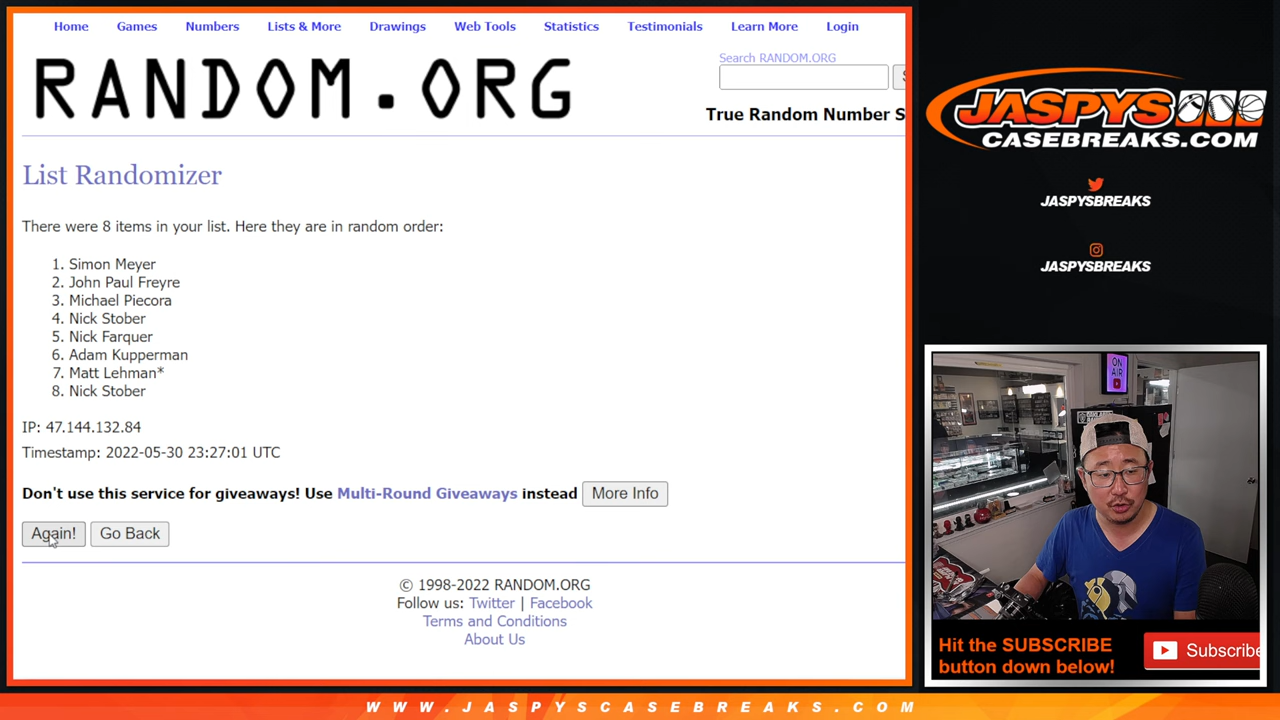 Home Games Numbers Lists & More Drawings Web Tools Statistics Testimonials Learn More Login
RANDOM.ORG
Search RANDOM.ORG
True Random Number S
List Randomizer
There were 8 items in your list. Here they are in random order:
1. Simon Meyer
2. John Paul Freyre
3. Michael Piecora
4. Nick Stober
5. Nick Farquer
6. Adam Kupperman
7. Matt Lehman*
8. Nick Stober
IP: 47.144.132.84
Timestamp: 2022-05-30 23:27:01 UTC
Don't use this service for giveaways! Use Multi-Round Giveaways instead More Info
Again! Go Back
© 1998-2022 RANDOM.ORG
Follow us: Twitter | Facebook
Terms and Conditions
About Us
JASPYS
CASEBREAKS.COM
JASPYSBREAKS
JASPYSBREAKS
ON
AIR
Hit the SUBSCRIBE
button down below!
Subscribe
WWW.JASPYSCASEBREAKS.COM